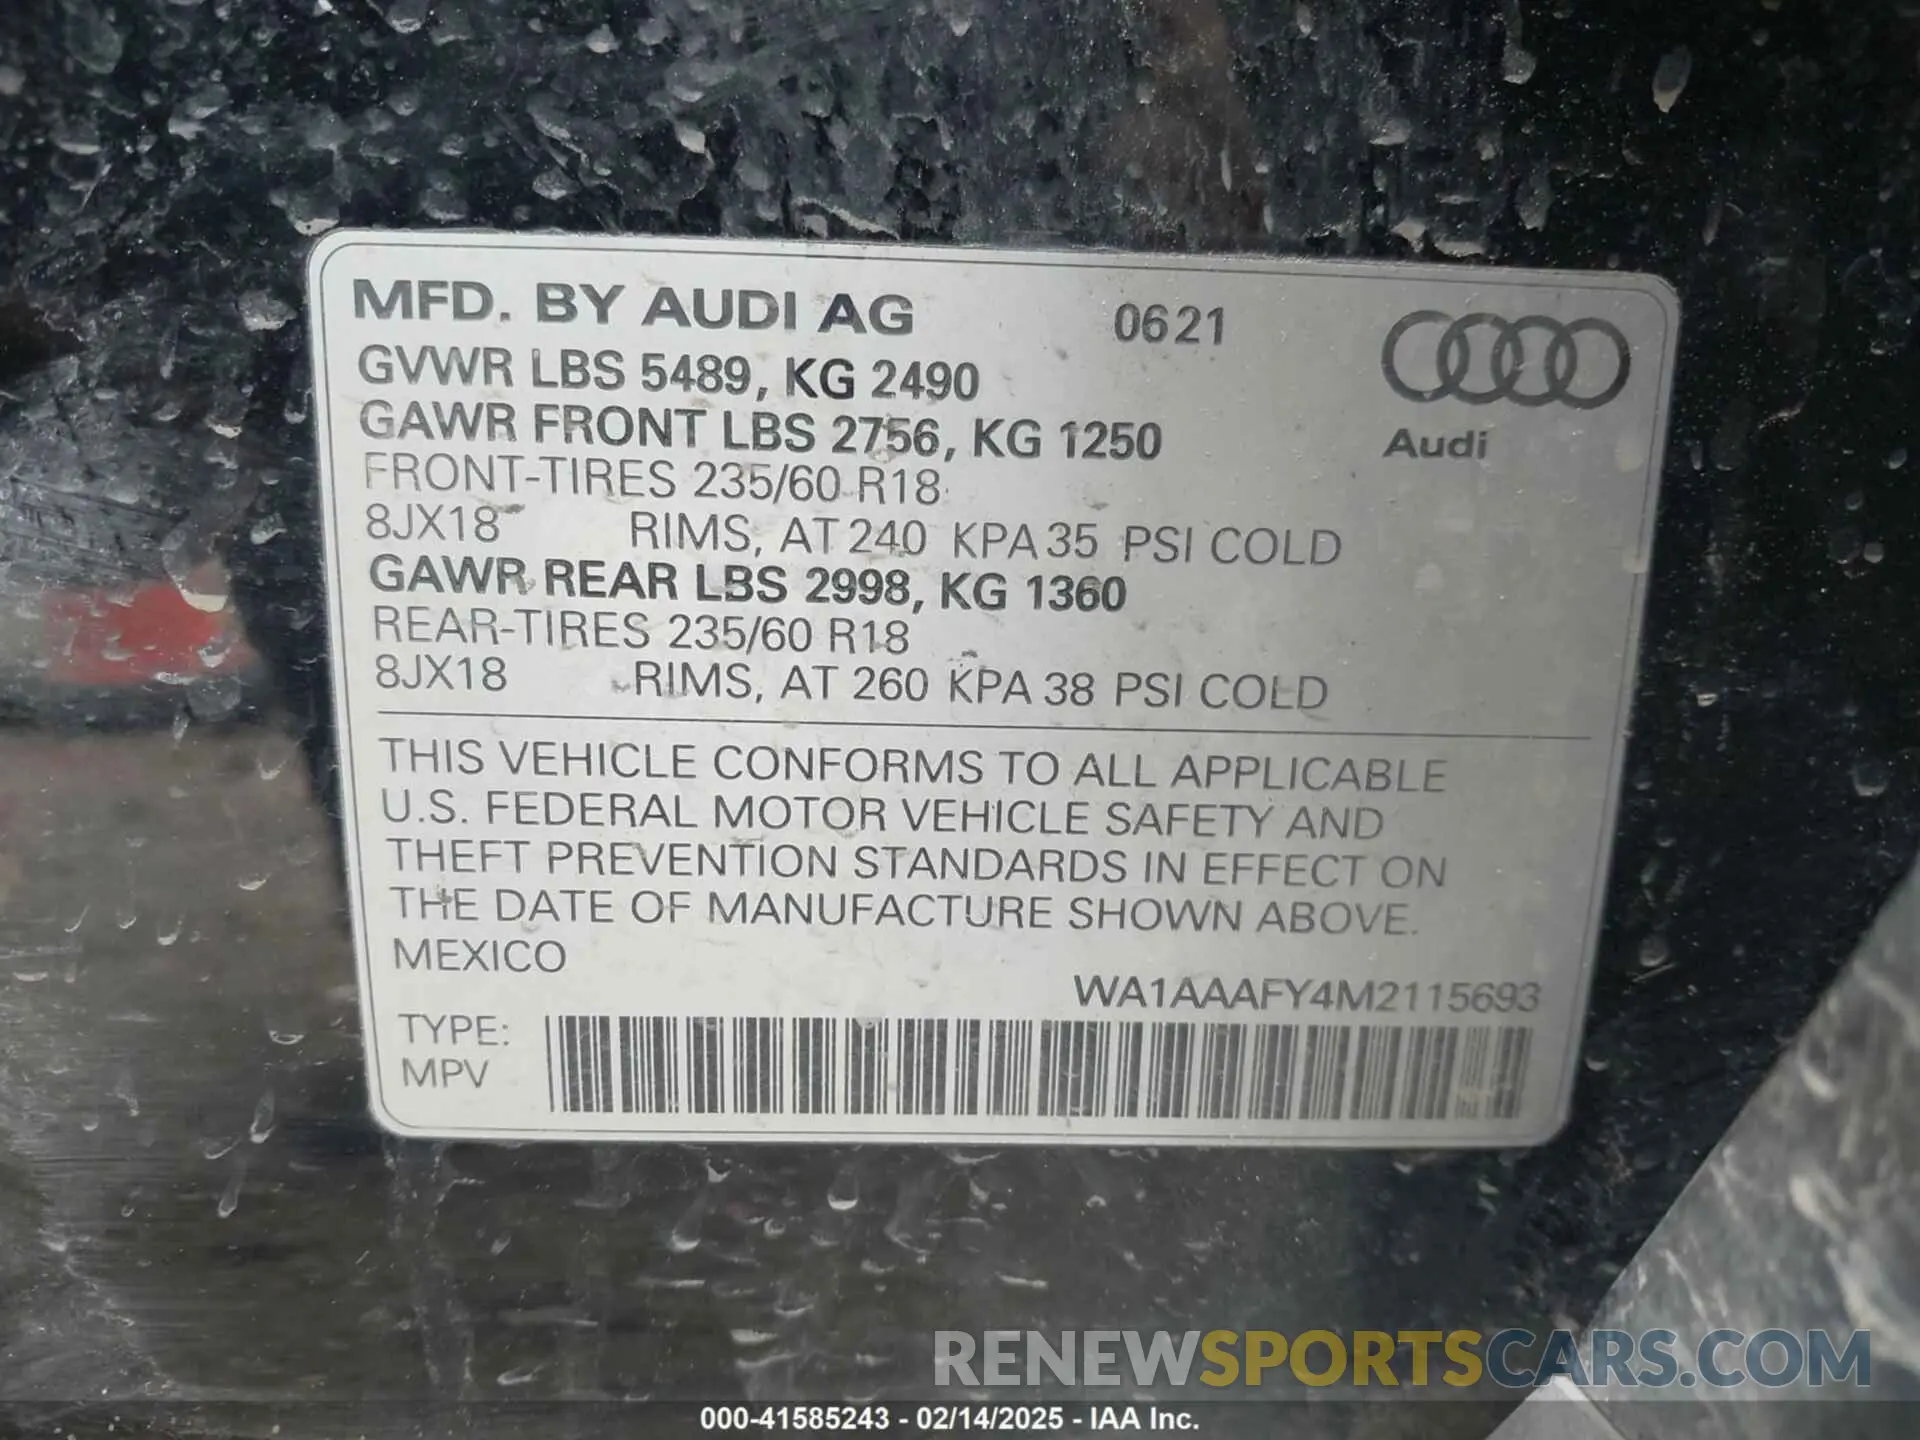 MFD. BY AUDI AG 0621
GVWR LBS 5489, KG 2490
GAWR FRONT LBS 2756, KG 1250
Audi
FRONT-TIRES 235/60 R18
8JX18 RIMS, AT 240 KPA 35 PSI COLD
GAWR REAR LBS 2998, KG 1360
REAR-TIRES 235/60 R18
8JX18 RIMS, AT 260 KPA 38 PSI COLD
THIS VEHICLE CONFORMS TO ALL APPLICABLE
U.S. FEDERAL MOTOR VEHICLE SAFETY AND
THEFT PREVENTION STANDARDS IN EFFECT ON
THE DATE OF MANUFACTURE SHOWN ABOVE.
MEXICO
WA1AAAFY4M2115693
TYPE:
MPV
RENEWSPORTSCARS.COM
000-41585243 - 02/14/2025 - IAA Inc.